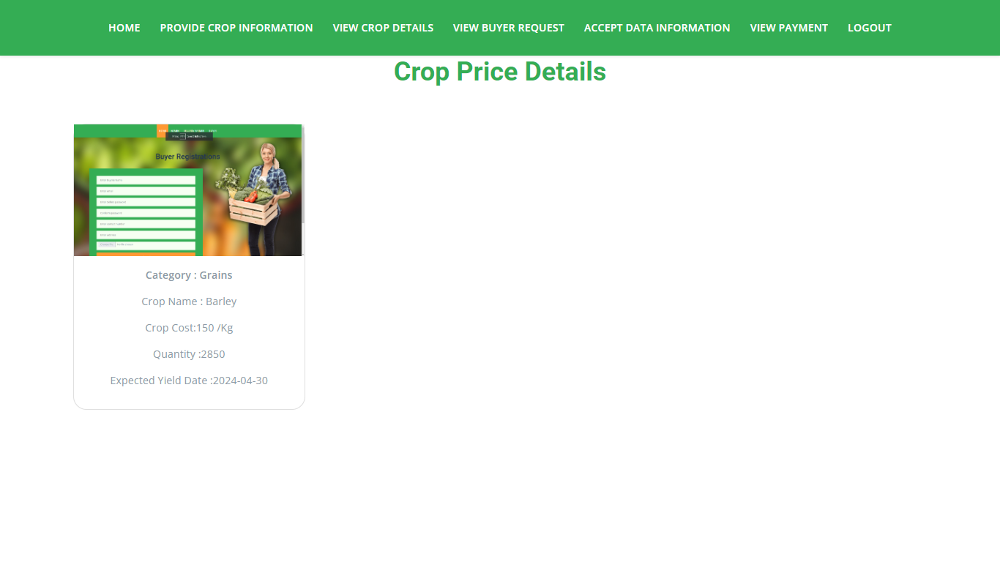 HOME PROVIDE CROP INFORMATION VIEW CROP DETAILS VIEW BUYER REQUEST ACCEPT DATA INFORMATION VIEW PAYMENT LOGOUT
Crop Price Details
Buyer Registrations
Category : Grains
Crop Name : Barley
Crop Cost:150 /Kg
Quantity :2850
Expected Yield Date :2024-04-30